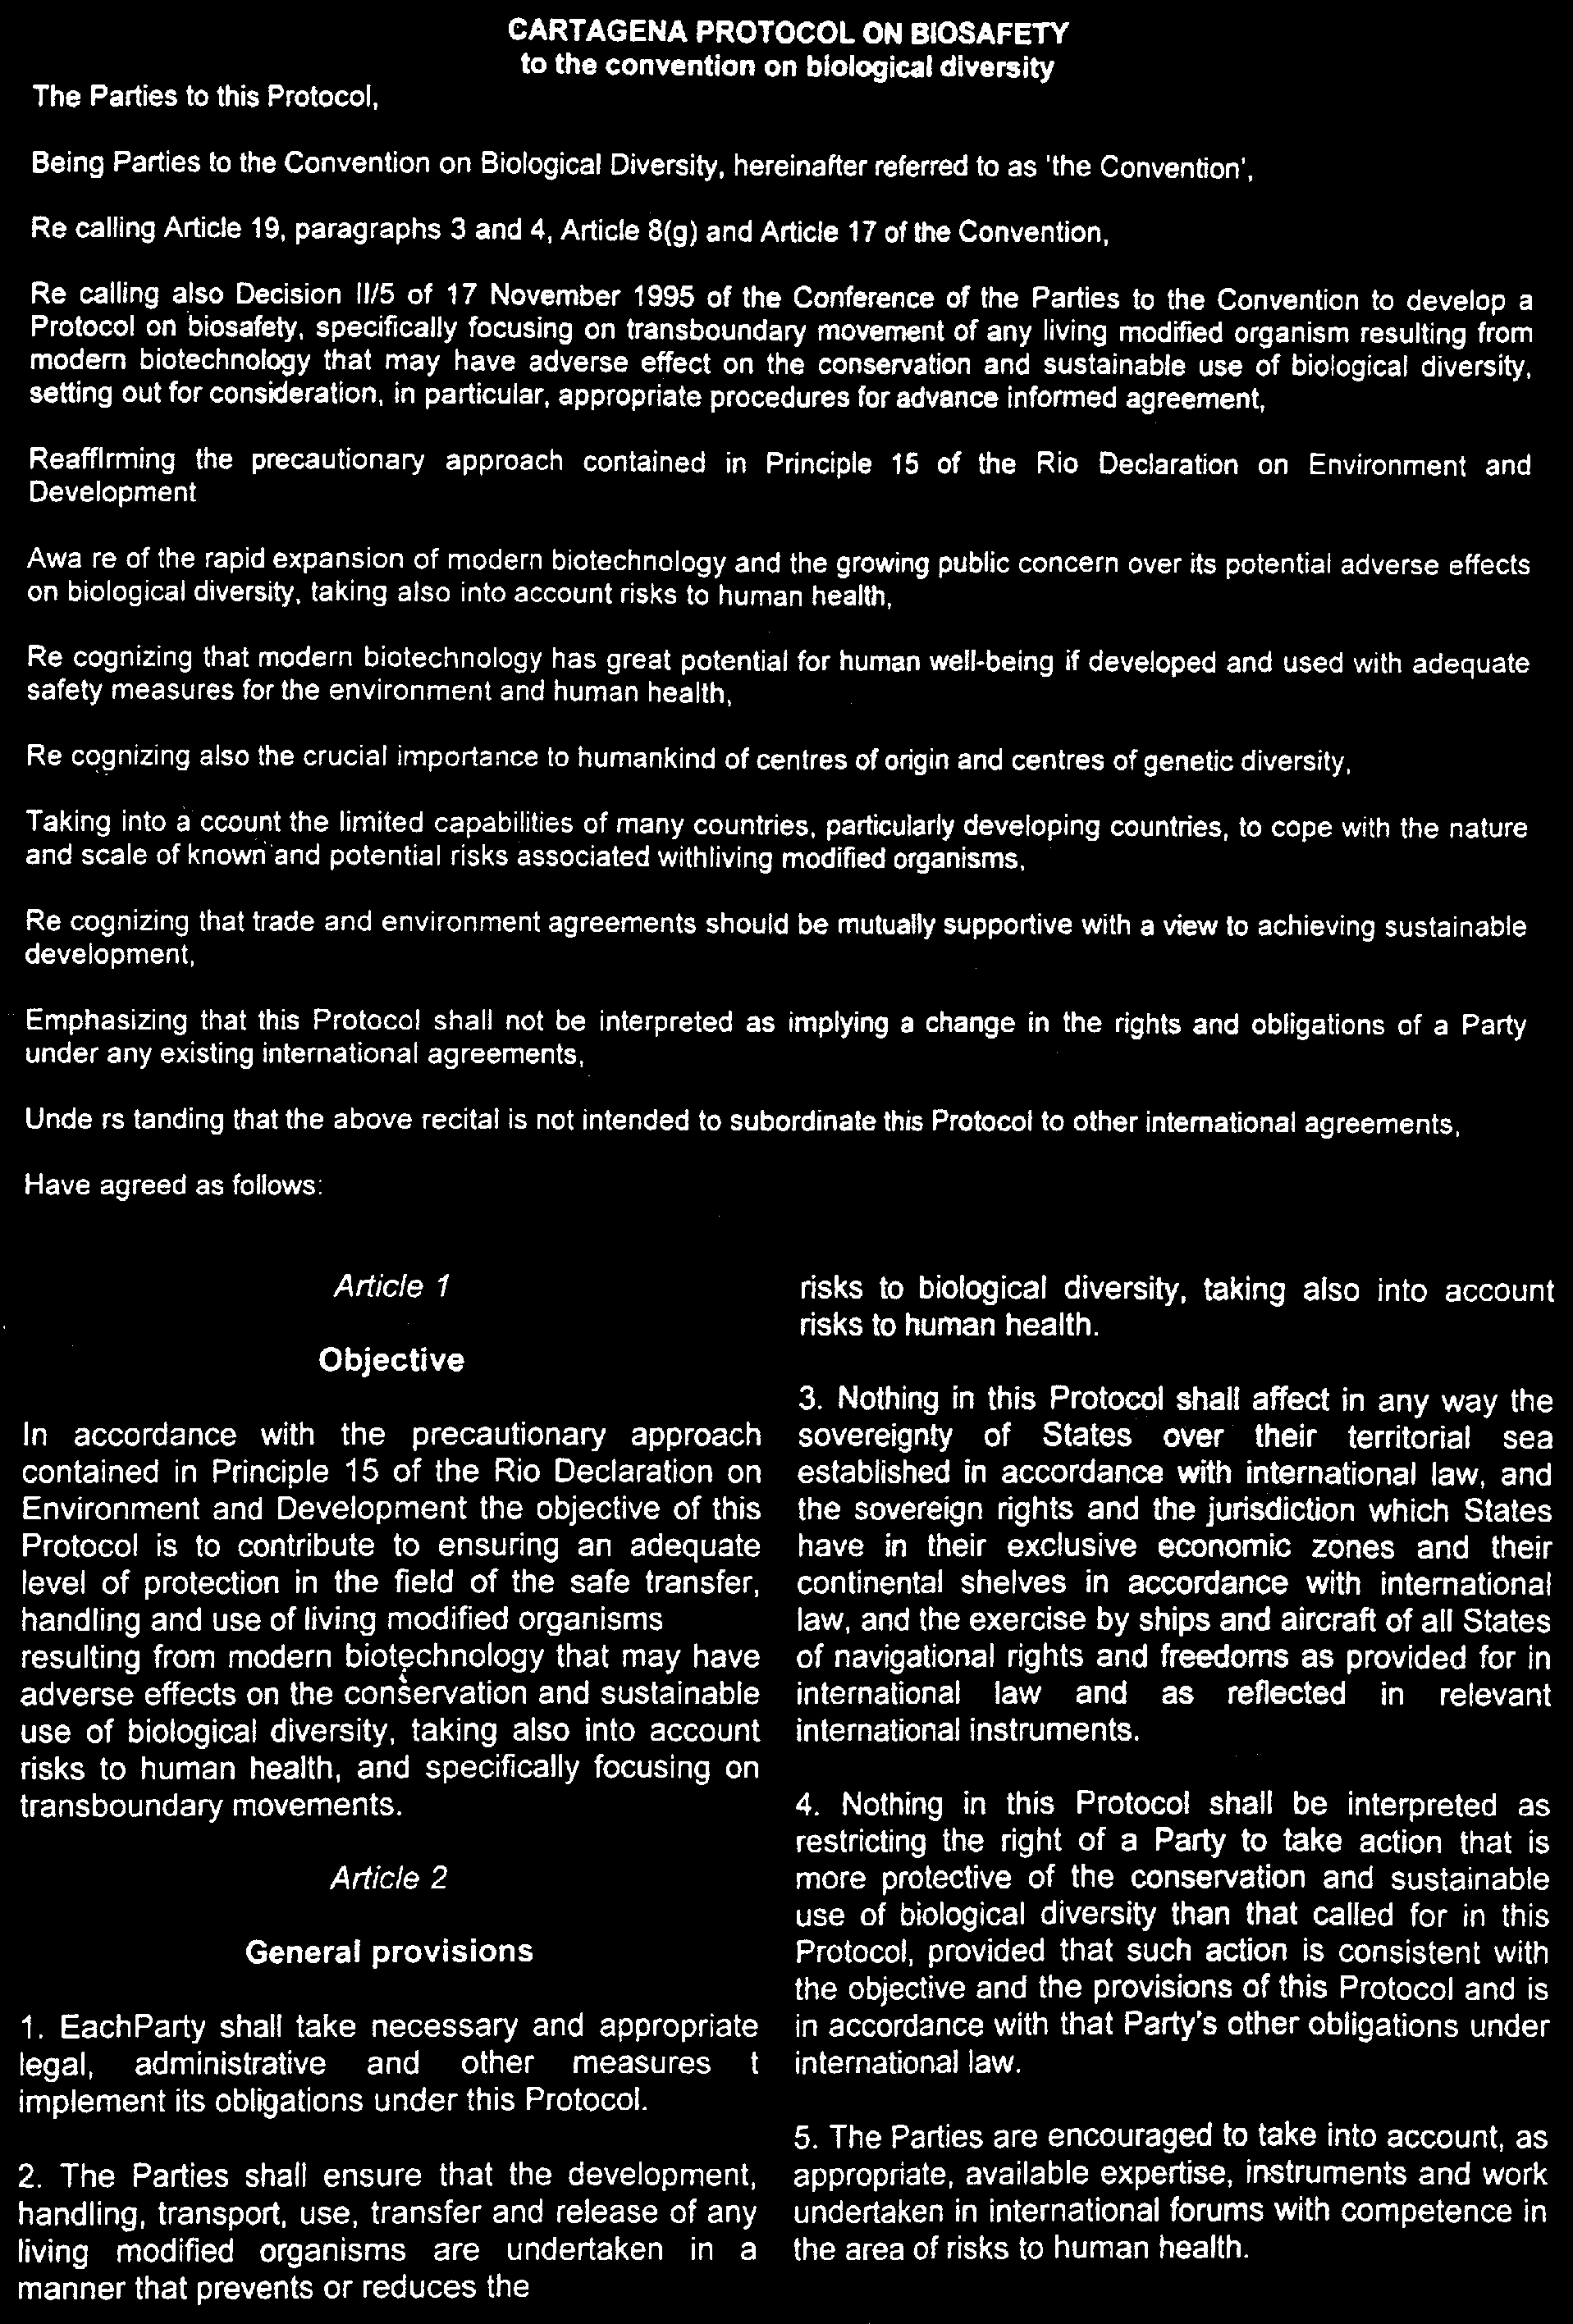 CARTAGENA PROTOCOL ON BIOSAFETY
to the convention on biological diversity
The Parties to this Protocol,
Being Parties to the Convention on Biological Diversity, hereinafter referred to as 'the Convention',
Re calling Article 19, paragraphs 3 and 4, Article 8(g) and Article 17 of the Convention,
Re calling also Decision II/5 of 17 November 1995 of the Conference of the Parties to the Convention to develop a
Protocol on biosafety, specifically focusing on transboundary movement of any living modified organism resulting from
modern biotechnology that may have adverse effect on the conservation and sustainable use of biological diversity,
setting out for consideration, in particular, appropriate procedures for advance informed agreement,
Reaffirming the precautionary approach contained in Principle 15 of the Rio Declaration on Environment and
Development
Awa re of the rapid expansion of modern biotechnology and the growing public concern over its potential adverse effects
on biological diversity, taking also into account risks to human health,
Re cognizing that modern biotechnology has great potential for human well-being if developed and used with adequate
safety measures for the environment and human health,
Re cognizing also the crucial importance to humankind of centres of origin and centres of genetic diversity,
Taking into a ccount the limited capabilities of many countries, particularly developing countries, to cope with the nature
and scale of known and potential risks associated withliving modified organisms,
Re cognizing that trade and environment agreements should be mutually supportive with a view to achieving sustainable
development,
Emphasizing that this Protocol shall not be interpreted as implying a change in the rights and obligations of a Party
under any existing international agreements,
Unde rs tanding that the above recital is not intended to subordinate this Protocol to other international agreements,
Have agreed as follows:
Article 1
Objective
In accordance with the precautionary approach
contained in Principle 15 of the Rio Declaration on
Environment and Development the objective of this
Protocol is to contribute to ensuring an adequate
level of protection in the field of the safe transfer,
handling and use of living modified organisms
resulting from modern biotechnology that may have
adverse effects on the conservation and sustainable
use of biological diversity, taking also into account
risks to human health, and specifically focusing on
transboundary movements.
Article 2
General provisions
1. EachParty shall take necessary and appropriate
legal, administrative and other measures t
implement its obligations under this Protocol.
2. The Parties shall ensure that the development,
handling, transport, use, transfer and release of any
living modified organisms are undertaken in a
manner that prevents or reduces the
risks to biological diversity, taking also into account
risks to human health.
3. Nothing in this Protocol shall affect in any way the
sovereignty of States over their territorial sea
established in accordance with international law, and
the sovereign rights and the jurisdiction which States
have in their exclusive economic zones and their
continental shelves in accordance with international
law, and the exercise by ships and aircraft of all States
of navigational rights and freedoms as provided for in
international law and as reflected in relevant
international instruments.
4. Nothing in this Protocol shall be interpreted as
restricting the right of a Party to take action that is
more protective of the conservation and sustainable
use of biological diversity than that called for in this
Protocol, provided that such action is consistent with
the objective and the provisions of this Protocol and is
in accordance with that Party's other obligations under
international law.
5. The Parties are encouraged to take into account, as
appropriate, available expertise, instruments and work
undertaken in international forums with competence in
the area of risks to human health.